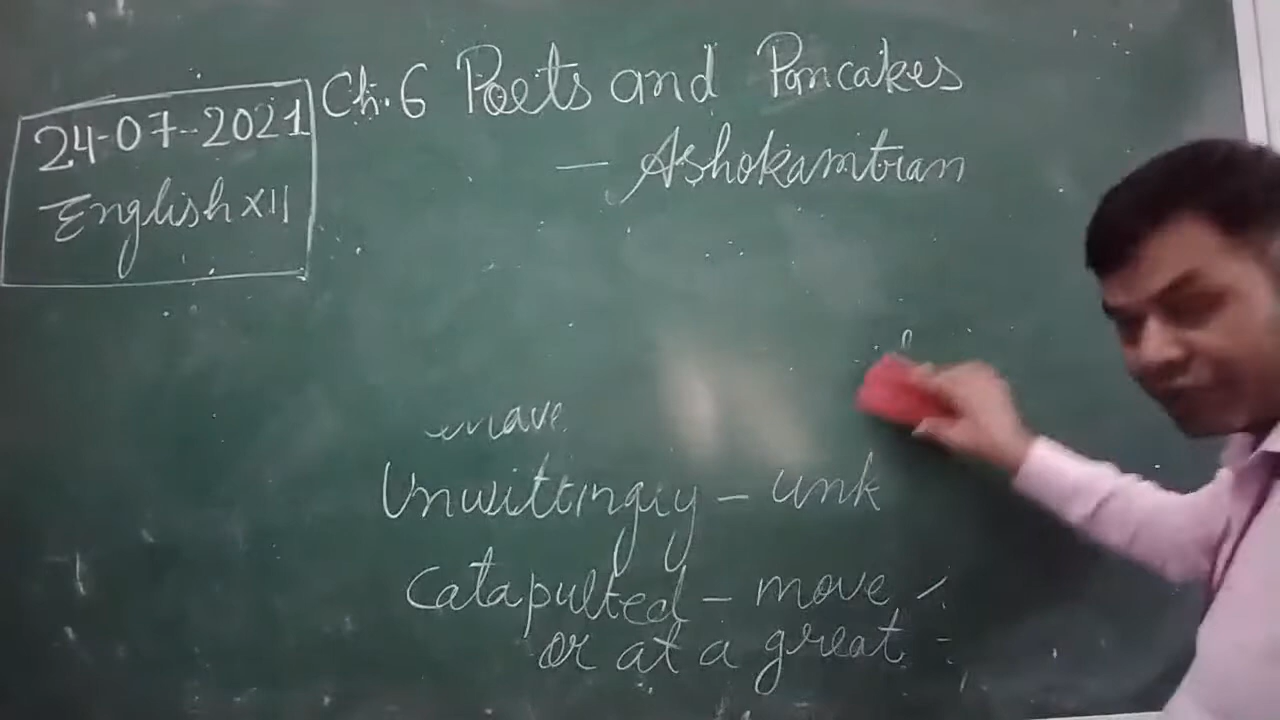 24-07-2021
English XII
Ch. 6 Poets and Pancakes
- Ashokamitran
Unwittingly - unk
Catapulted - move
or at a great